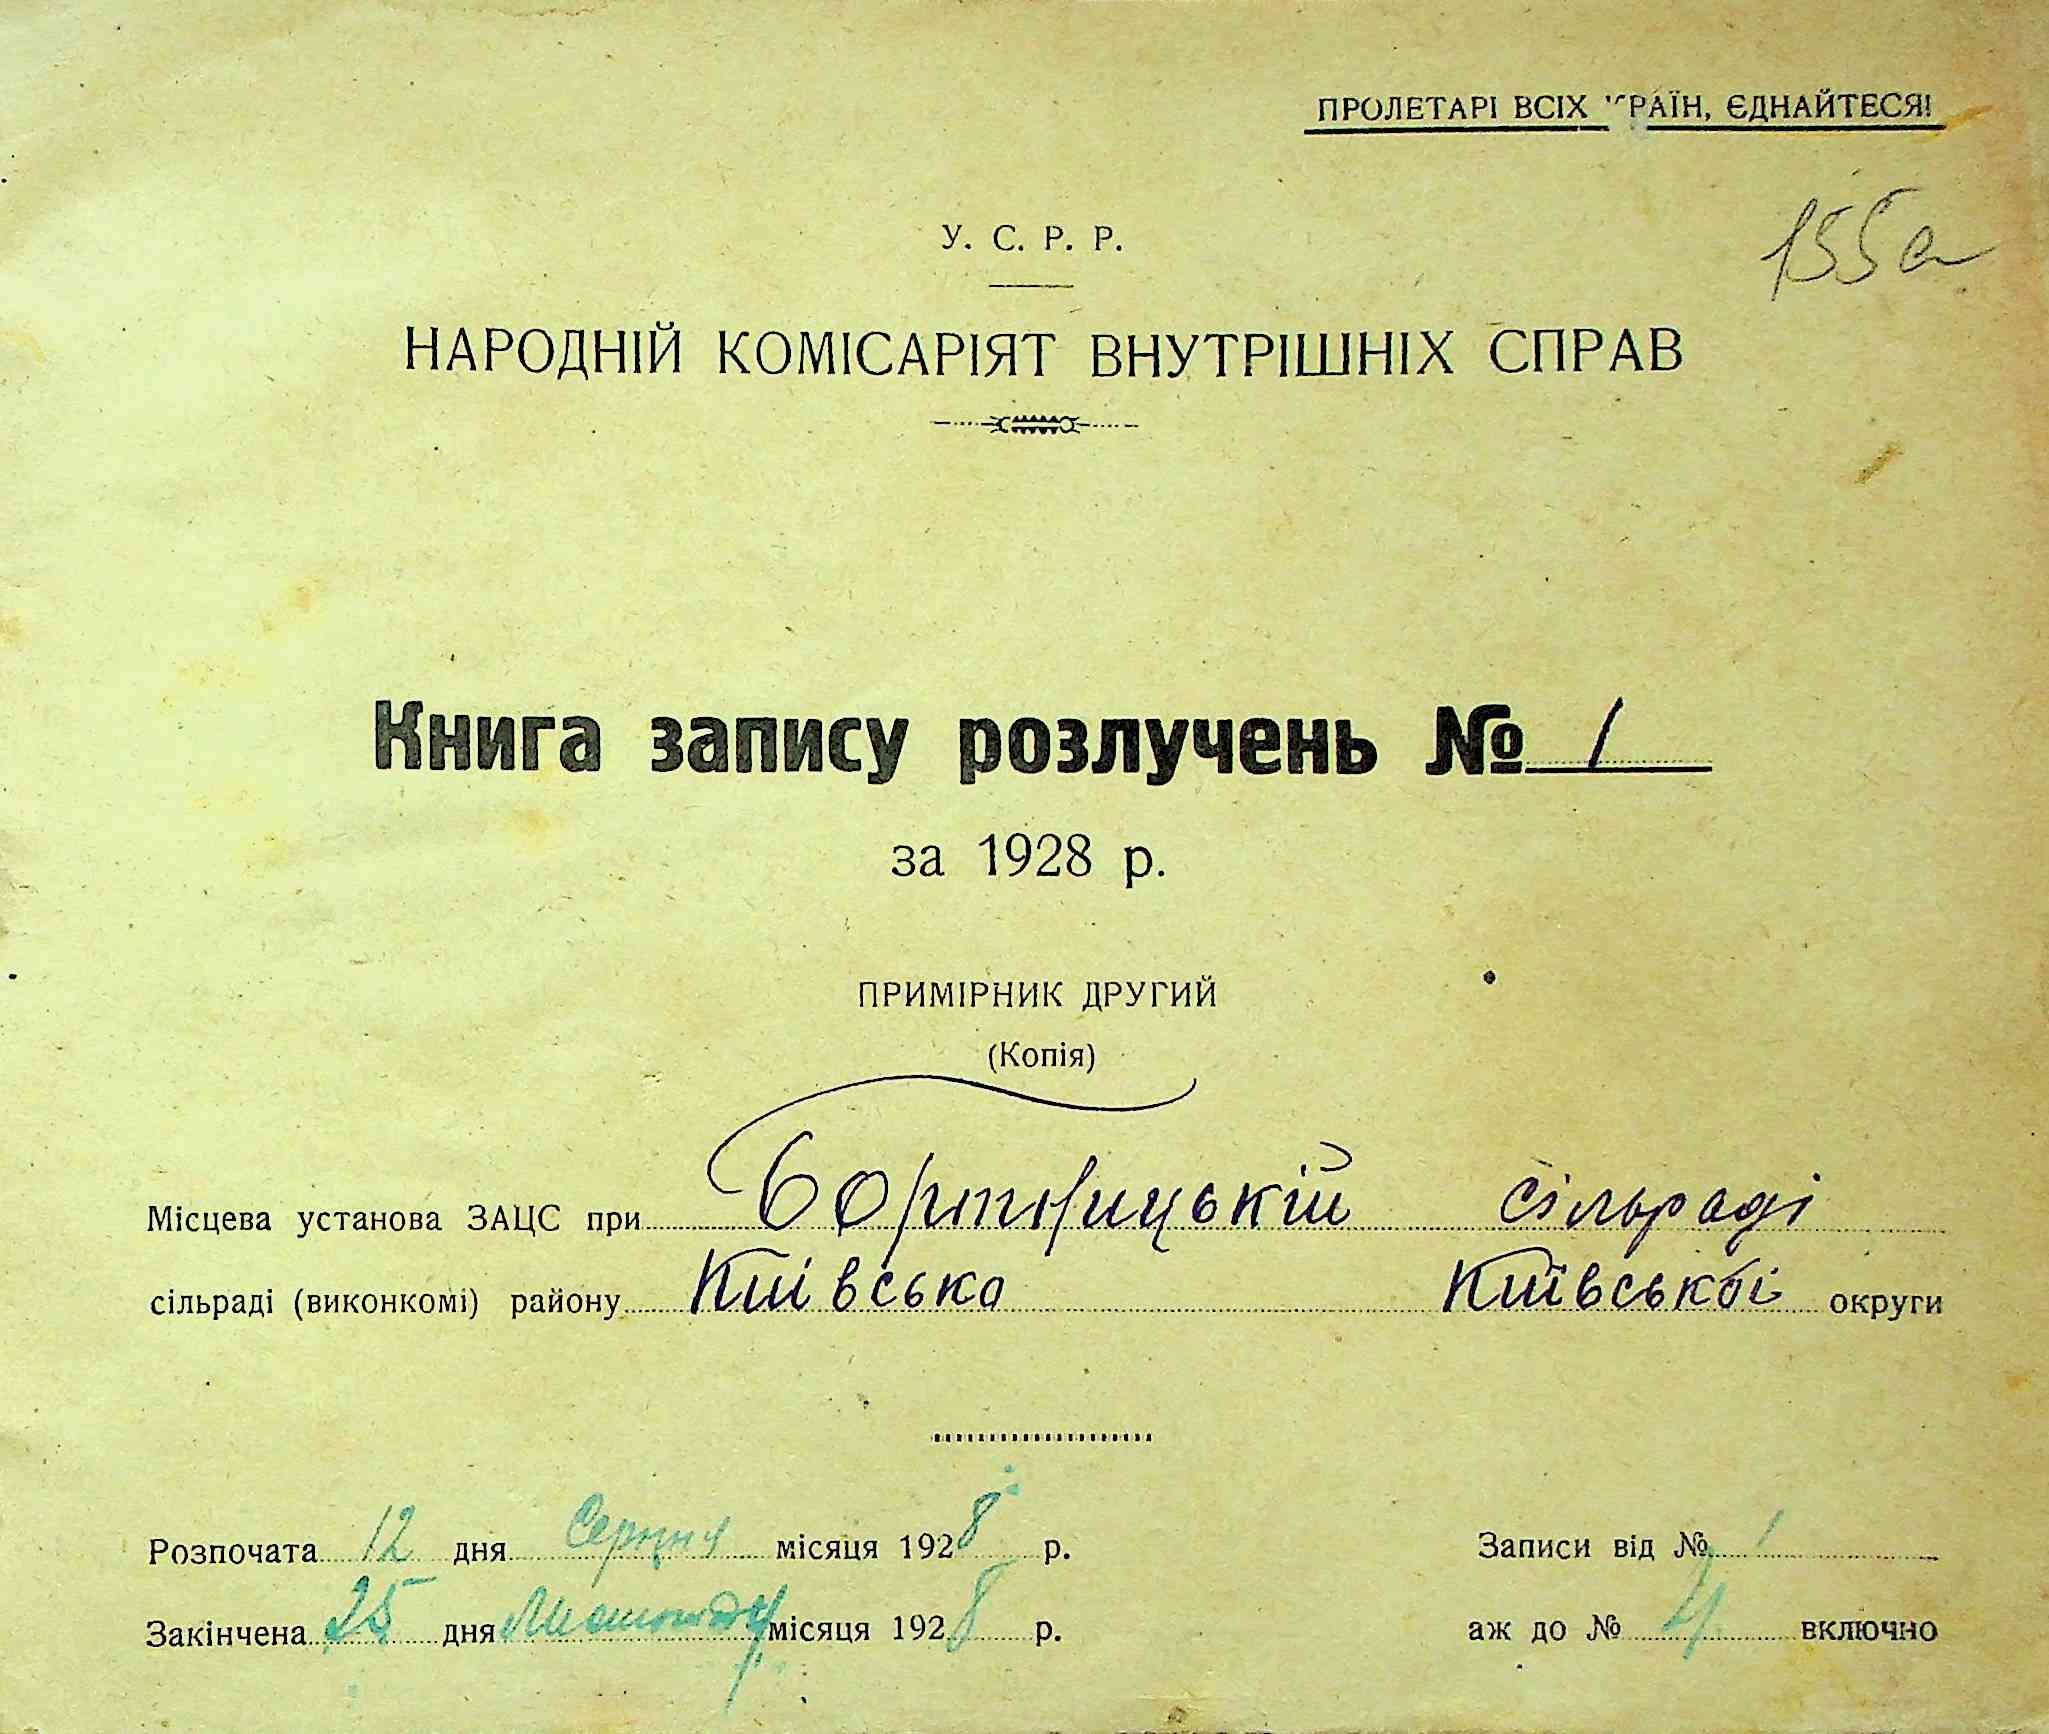 ПРОЛЕТАРІ ВСІХ КРАЇН, ЄДНАЙТЕСЯ!
155а
У. С. Р. Р.
НАРОДНІЙ КОМІСАРІЯТ ВНУТРІШНІХ СПРАВ
Книга запису розлучень № 1
за 1928 р.
ПРИМІРНИК ДРУГИЙ
(Копія)
Місцева установа ЗАЦС при Бортницькій сільраді
сільраді (виконкомі) району Київсько Київської округи
Розпочата 12 дня Серпня місяця 1928 р. Записи від № 1
Закінчена 25 дня Листопаду місяця 1928 р. аж до № 4 включно